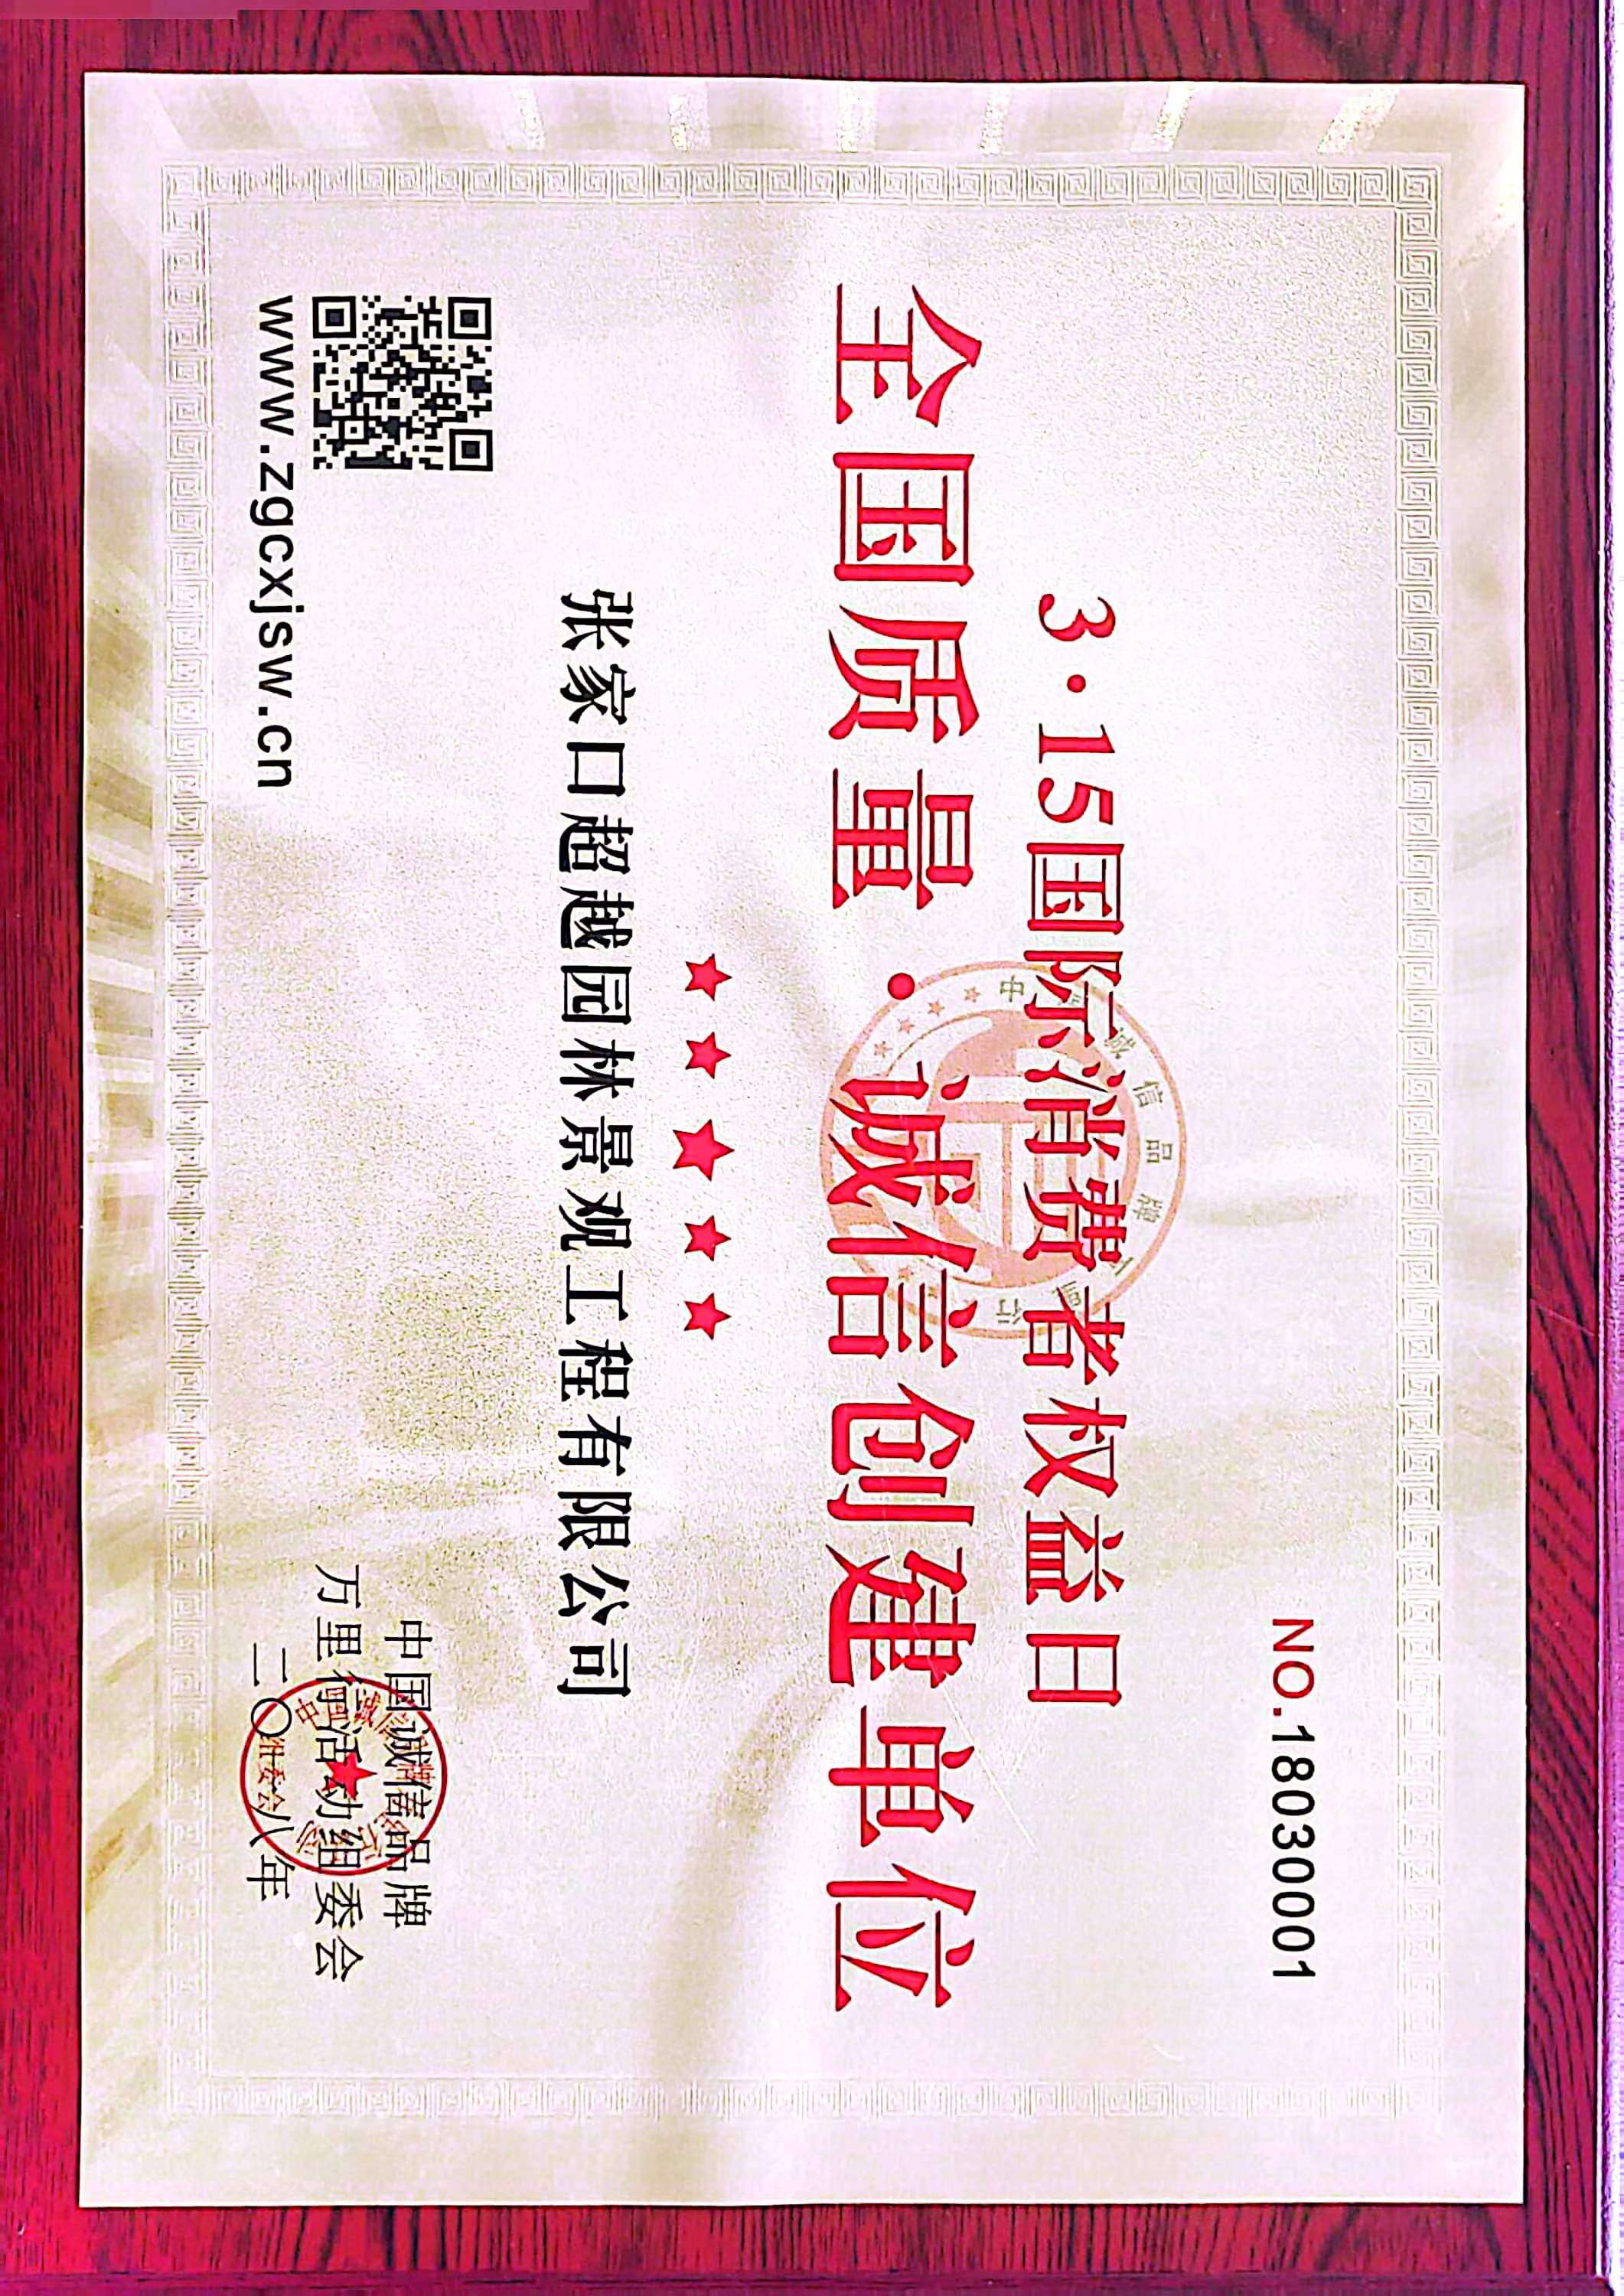 NO.18030001
3·15国际消费者权益日
全国质量·诚信创建单位
张家口超越园林景观工程有限公司
www.zgcxjsw.cn
中国诚信品牌
万里行活动组委会
二〇一八年